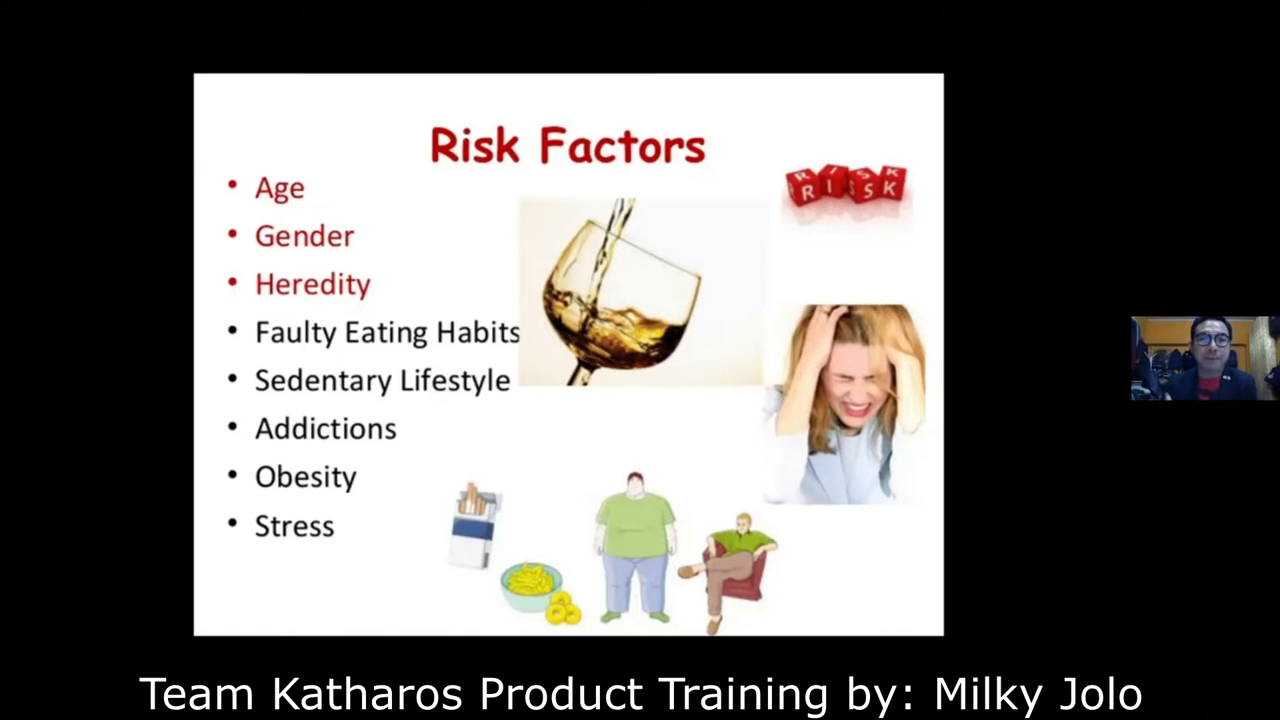 Risk Factors
• Age
• Gender
• Heredity
• Faulty Eating Habits
• Sedentary Lifestyle
• Addictions
• Obesity
• Stress
RISK
RISK
Team Katharos Product Training by: Milky Jolo